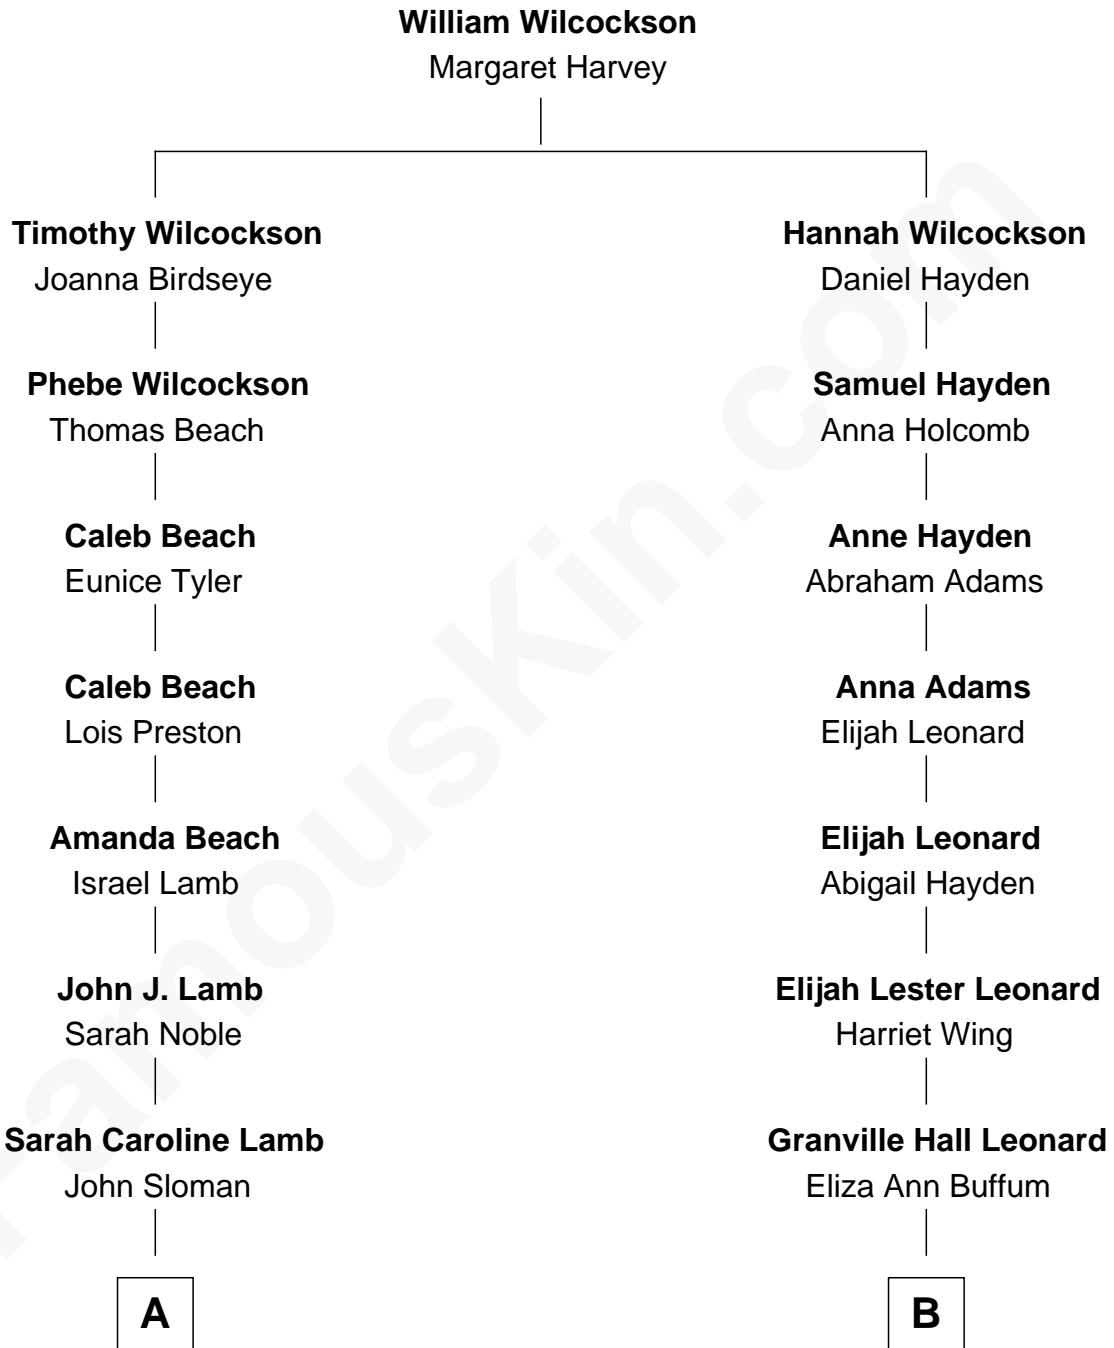 William Wilcockson
Margaret Harvey
Timothy Wilcockson
Joanna Birdseye
Hannah Wilcockson
Daniel Hayden
Phebe Wilcockson
Thomas Beach
Samuel Hayden
Anna Holcomb
Caleb Beach
Eunice Tyler
Anne Hayden
Abraham Adams
Caleb Beach
Lois Preston
Anna Adams
Elijah Leonard
Amanda Beach
Israel Lamb
Elijah Leonard
Abigail Hayden
John J. Lamb
Sarah Noble
Elijah Lester Leonard
Harriet Wing
Sarah Caroline Lamb
John Sloman
Granville Hall Leonard
Eliza Ann Buffum
A
B
FamousKin.com